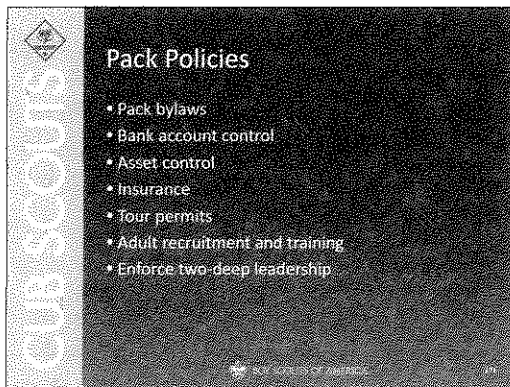 CUB SCOUTS
Pack Policies
• Pack bylaws
• Bank account control
• Asset control
• Insurance
• Tour permits
• Adult recruitment and training
• Enforce two-deep leadership
BOY SCOUTS OF AMERICA